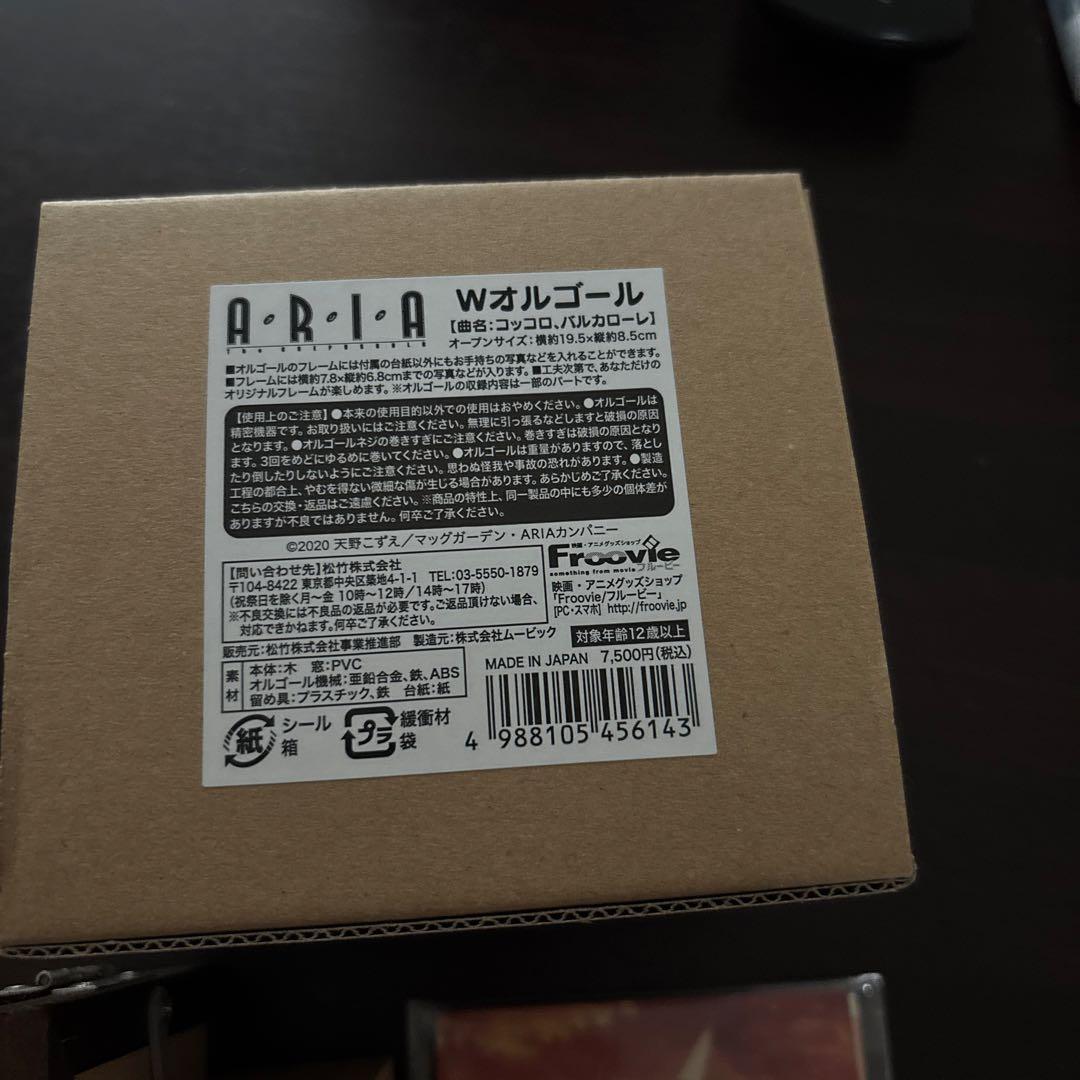 A・R・I・A
The CREPUSCOLO
Wオルゴール
【曲名：コッコロ、バルカローレ】
オープンサイズ：横約19.5×縦約8.5cm
■オルゴールのフレームには付属の台紙以外にもお手持ちの写真などを入れることができます。
■フレームには横約7.8×縦約6.8cmまでの写真などが入ります。■工夫次第で、あなただけの
オリジナルフレームが楽しめます。※オルゴールの収録内容は一部のパートです。
【使用上のご注意】●本来の使用目的以外での使用はおやめください。●オルゴールは
精密機器です。お取り扱いにはご注意ください。無理に引っ張るなどしますと破損の原因
となります。●オルゴールネジの巻きすぎにご注意ください。巻きすぎは破損の原因となり
ます。3回をめどにゆるめに巻いてください。●オルゴールは重量がありますので、落とし
たり倒したりしないようにご注意ください。思わぬ怪我や事故の恐れがあります。●製造
工程の都合上、やむを得ない微細な傷が生じる場合があります。あらかじめご了承ください。
こちらの交換・返品はご遠慮ください。※商品の特性上、同一製品の中にも多少の個体差が
ありますが不良ではありません。何卒ご了承ください。
©2020 天野こずえ／マッグガーデン・ARIAカンパニー
【問い合わせ先】松竹株式会社
〒104-8422 東京都中央区築地4-1-1 TEL:03-5550-1879
（祝祭日を除く月〜金 10時〜12時／14時〜17時）
※不良交換には不良品の返品が必要です。ご返品頂けない場合、
対応できかねます。何卒ご了承ください。
映画・アニメグッズショップ
Froovie
something from movie フルービー
映画・アニメグッズショップ
「Froovie/フルービー」
[PC・スマホ] http://froovie.jp
販売元：松竹株式会社事業推進部 製造元：株式会社ムービック
対象年齢12歳以上
素材
本体：木 窓：PVC
オルゴール機械：亜鉛合金、鉄、ABS
留め具：プラスチック、鉄 台紙：紙
MADE IN JAPAN 7,500円（税込）
紙
シール
箱
プラ
緩衝材
袋
4 988105 456143